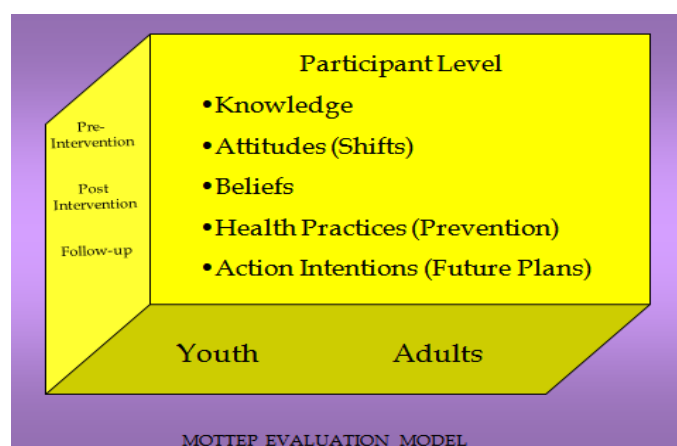 Participant Level
•Knowledge
•Attitudes (Shifts)
•Beliefs
•Health Practices (Prevention)
•Action Intentions (Future Plans)
Pre-
Intervention
Post
Intervention
Follow-up
Youth Adults
MOTTEP EVALUATION MODEL